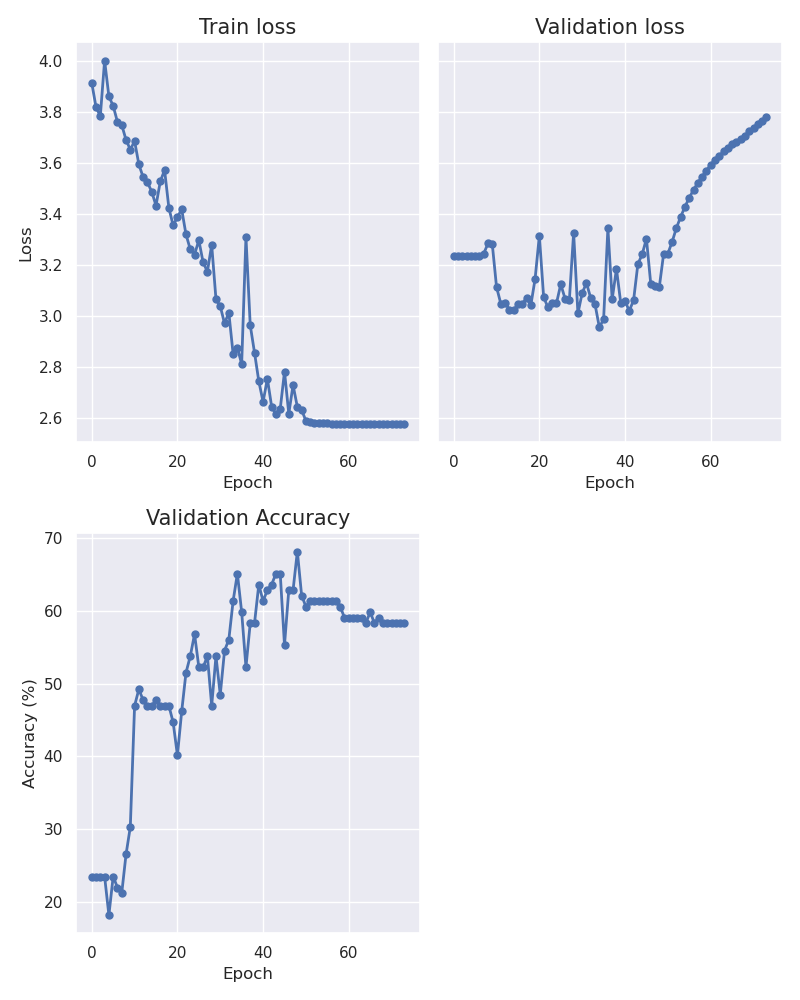 Train loss
Validation loss
4.0
3.8
3.6
3.4
3.2
3.0
2.8
2.6
Loss
0 20 40 60
0 20 40 60
Epoch
Epoch
Validation Accuracy
70
60
50
40
30
20
Accuracy (%)
0 20 40 60
Epoch